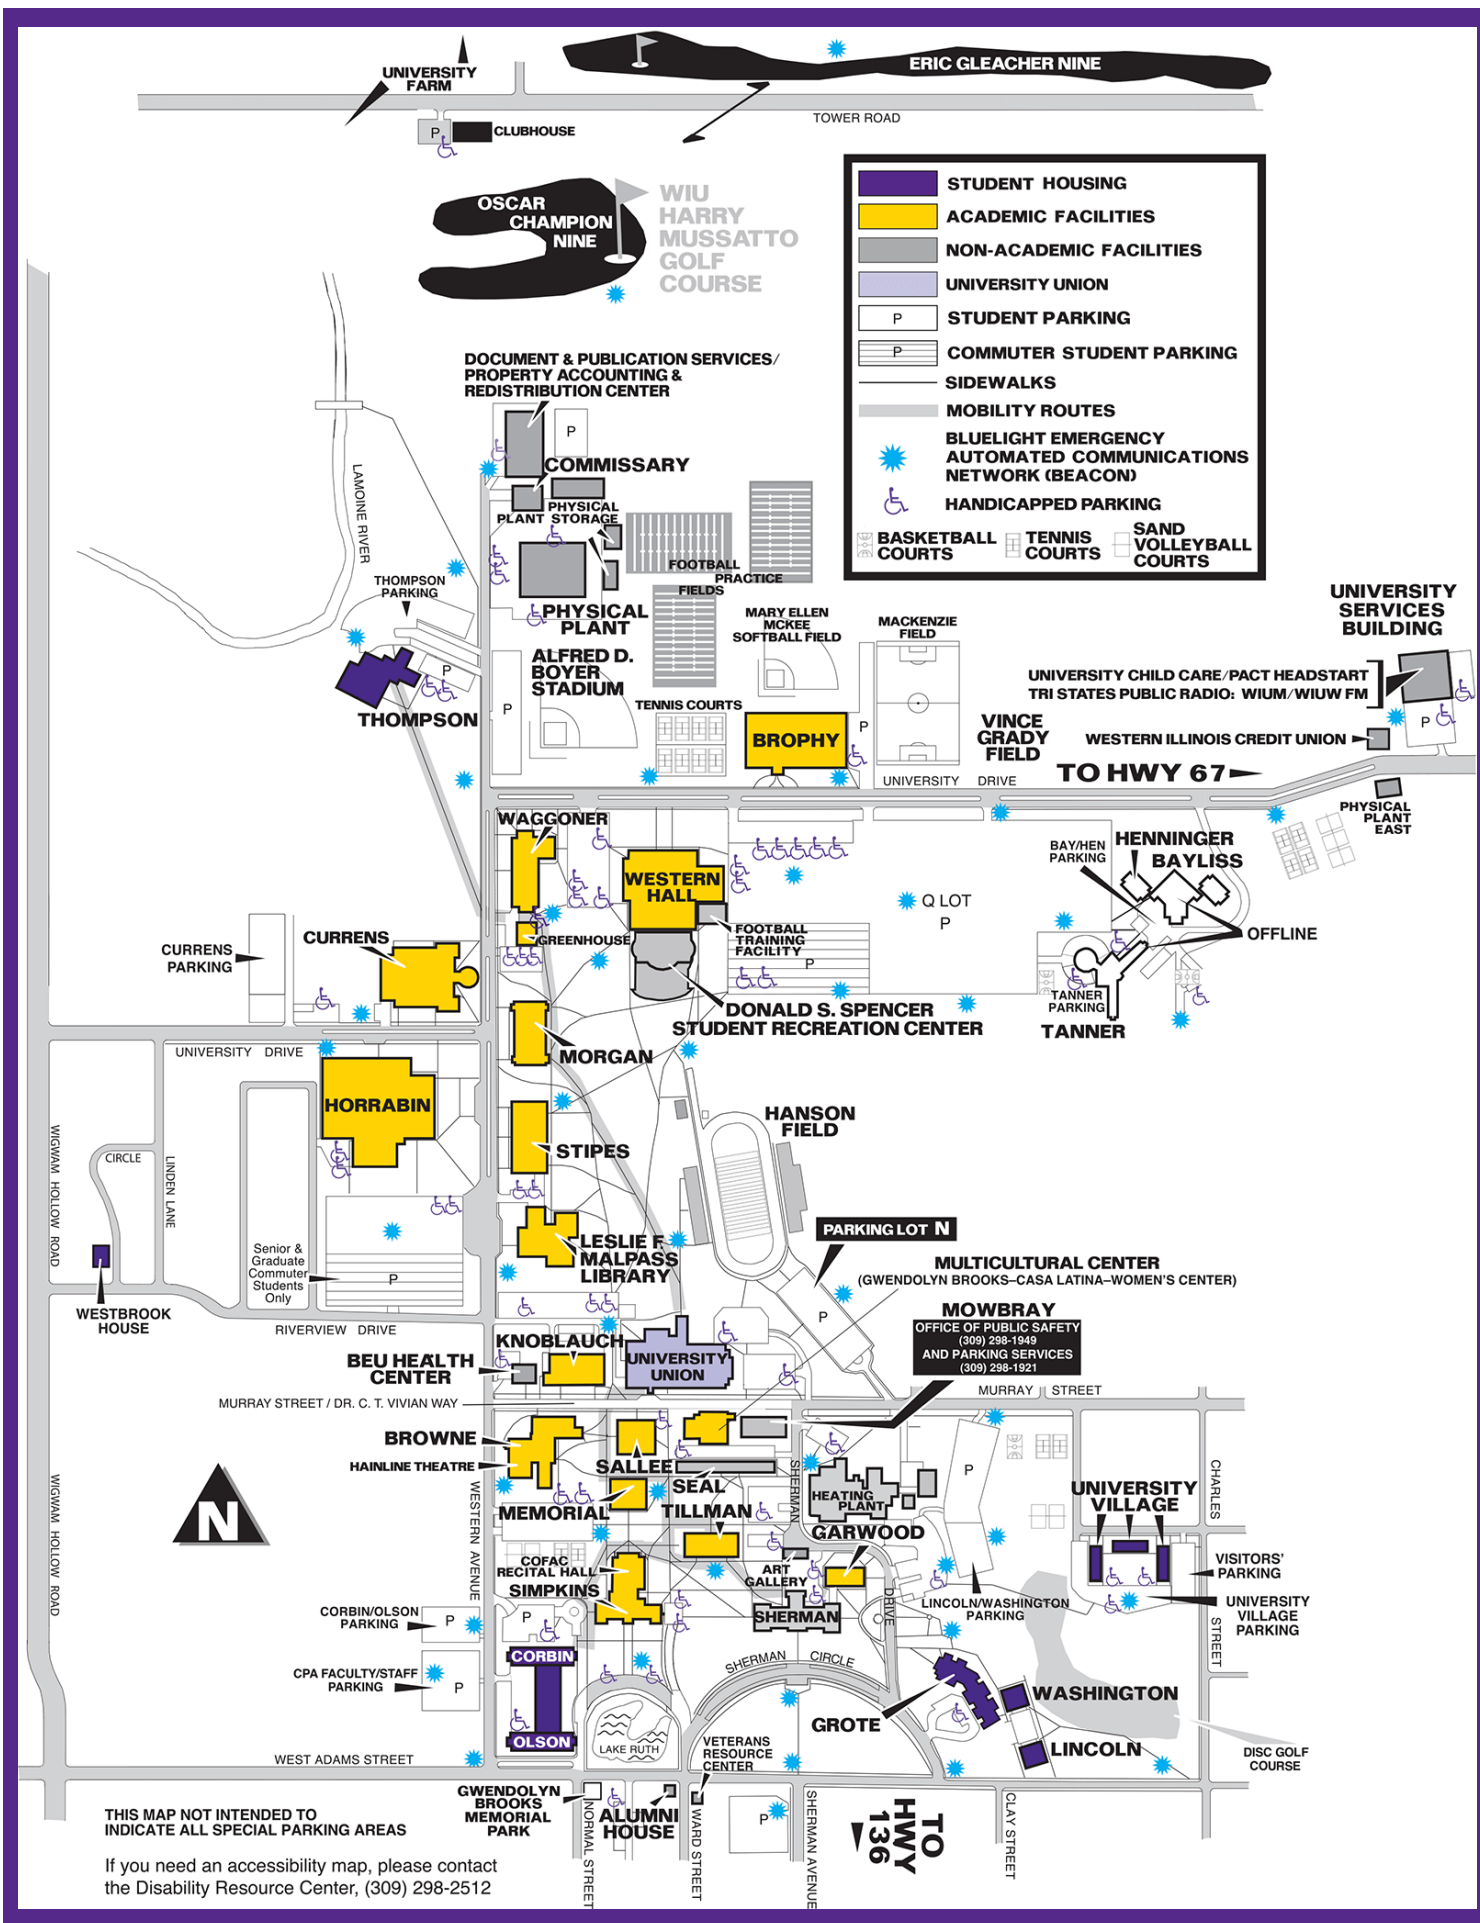 UNIVERSITY
FARM
ERIC GLEACHER NINE
TOWER ROAD
P
CLUBHOUSE
OSCAR
CHAMPION
NINE
WIU
HARRY
MUSSATTO
GOLF
COURSE
STUDENT HOUSING
ACADEMIC FACILITIES
NON-ACADEMIC FACILITIES
UNIVERSITY UNION
P
STUDENT PARKING
P
COMMUTER STUDENT PARKING
SIDEWALKS
MOBILITY ROUTES
BLUELIGHT EMERGENCY
AUTOMATED COMMUNICATIONS
NETWORK (BEACON)
HANDICAPPED PARKING
BASKETBALL
COURTS
TENNIS
COURTS
SAND
VOLLEYBALL
COURTS
DOCUMENT & PUBLICATION SERVICES/
PROPERTY ACCOUNTING &
REDISTRIBUTION CENTER
P
COMMISSARY
PHYSICAL
PLANT STORAGE
LAMOINE RIVER
FOOTBALL
PRACTICE
FIELDS
THOMPSON
PARKING
PHYSICAL
PLANT
MARY ELLEN
MCKEE
SOFTBALL FIELD
MACKENZIE
FIELD
UNIVERSITY
SERVICES
BUILDING
ALFRED D.
BOYER
STADIUM
P
P
THOMPSON
TENNIS COURTS
BROPHY
P
VINCE
GRADY
FIELD
UNIVERSITY CHILD CARE/PACT HEADSTART
TRI STATES PUBLIC RADIO: WIUM/WIUW FM
P
WESTERN ILLINOIS CREDIT UNION
TO HWY 67
UNIVERSITY DRIVE
PHYSICAL
PLANT
EAST
WAGGONER
WESTERN
HALL
BAY/HEN
PARKING
HENNINGER
BAYLISS
Q LOT
P
OFFLINE
GREENHOUSE
FOOTBALL
TRAINING
FACILITY
P
CURRENS
PARKING
CURRENS
TANNER
PARKING
TANNER
DONALD S. SPENCER
STUDENT RECREATION CENTER
UNIVERSITY DRIVE
MORGAN
HORRABIN
HANSON
FIELD
WIGWAM HOLLOW ROAD
CIRCLE
LINDEN LANE
STIPES
PARKING LOT N
LESLIE F.
MALPASS
LIBRARY
Senior &
Graduate
Commuter
Students
Only
P
MULTICULTURAL CENTER
(GWENDOLYN BROOKS–CASA LATINA–WOMEN'S CENTER)
WESTBROOK
HOUSE
RIVERVIEW DRIVE
P
MOWBRAY
OFFICE OF PUBLIC SAFETY
(309) 298-1949
AND PARKING SERVICES
(309) 298-1921
KNOBLAUCH
BEU HEALTH
CENTER
UNIVERSITY
UNION
MURRAY STREET
MURRAY STREET / DR. C. T. VIVIAN WAY
BROWNE
HAINLINE THEATRE
SALLEE
SEAL
SHERMAN
HEATING
PLANT
P
UNIVERSITY
VILLAGE
CHARLES
WIGWAM HOLLOW ROAD
N
WESTERN AVENUE
MEMORIAL
TILLMAN
GARWOOD
COFAC
RECITAL HALL
SIMPKINS
ART
GALLERY
SHERMAN
DRIVE
LINCOLN/WASHINGTON
PARKING
VISITORS'
PARKING
UNIVERSITY
VILLAGE
PARKING
STREET
CORBIN/OLSON
PARKING
P
P
CORBIN
CPA FACULTY/STAFF
PARKING
P
SHERMAN CIRCLE
GROTE
WASHINGTON
OLSON
LAKE RUTH
LINCOLN
VETERANS
RESOURCE
CENTER
DISC GOLF
COURSE
WEST ADAMS STREET
GWENDOLYN
BROOKS
MEMORIAL
PARK
NORMAL STREET
ALUMNI
HOUSE
WARD STREET
P
SHERMAN AVENUE
TO
HWY
136
CLAY STREET
THIS MAP NOT INTENDED TO
INDICATE ALL SPECIAL PARKING AREAS
If you need an accessibility map, please contact
the Disability Resource Center, (309) 298-2512